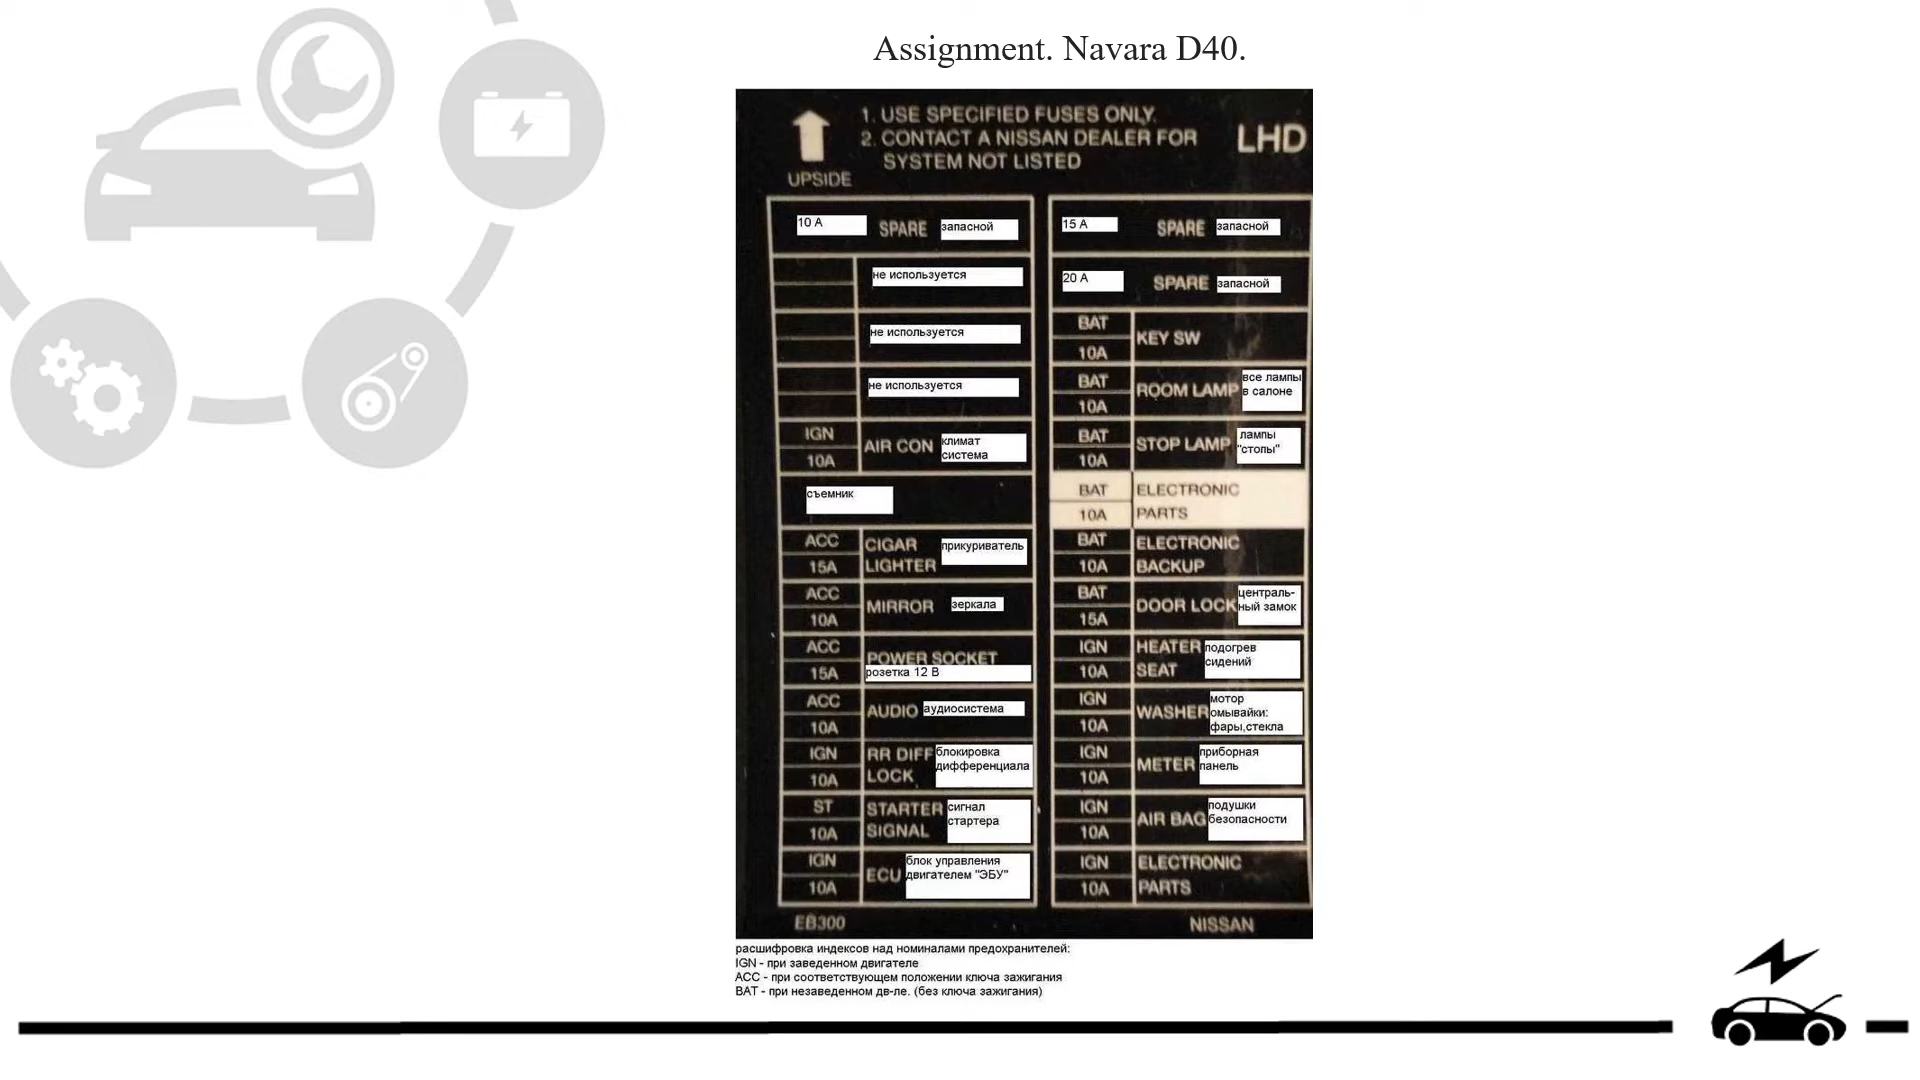 Assignment. Navara D40.
1. USE SPECIFIED FUSES ONLY.
2. CONTACT A NISSAN DEALER FOR
SYSTEM NOT LISTED
LHD
UPSIDE
10 А
SPARE
запасной
не используется
не используется
не используется
IGN
10A
AIR CON
климат
система
съемник
ACC
15A
CIGAR
LIGHTER
прикуриватель
ACC
10A
MIRROR
зеркала
ACC
15A
POWER SOCKET
розетка 12 В
ACC
10A
AUDIO
аудиосистема
IGN
10A
RR DIFF
LOCK
блокировка
дифференциала
ST
10A
STARTER
SIGNAL
сигнал
стартера
IGN
10A
ECU
блок управления
двигателем "ЭБУ"
EB300
15 А
SPARE
запасной
20 А
SPARE
запасной
BAT
10A
KEY SW
BAT
10A
ROOM LAMP
все лампы
в салоне
BAT
10A
STOP LAMP
лампы
"стопы"
BAT
10A
ELECTRONIC
PARTS
BAT
10A
ELECTRONIC
BACKUP
BAT
15A
DOOR LOCK
централь-
ный замок
IGN
10A
HEATER
SEAT
подогрев
сидений
IGN
10A
WASHER
мотор
омывайки:
фары,стекла
IGN
10A
METER
приборная
панель
IGN
10A
AIR BAG
подушки
безопасности
IGN
10A
ELECTRONIC
PARTS
NISSAN
расшифровка индексов над номиналами предохранителей:
IGN - при заведенном двигателе
ACC - при соответствующем положении ключа зажигания
BAT - при незаведенном дв-ле. (без ключа зажигания)